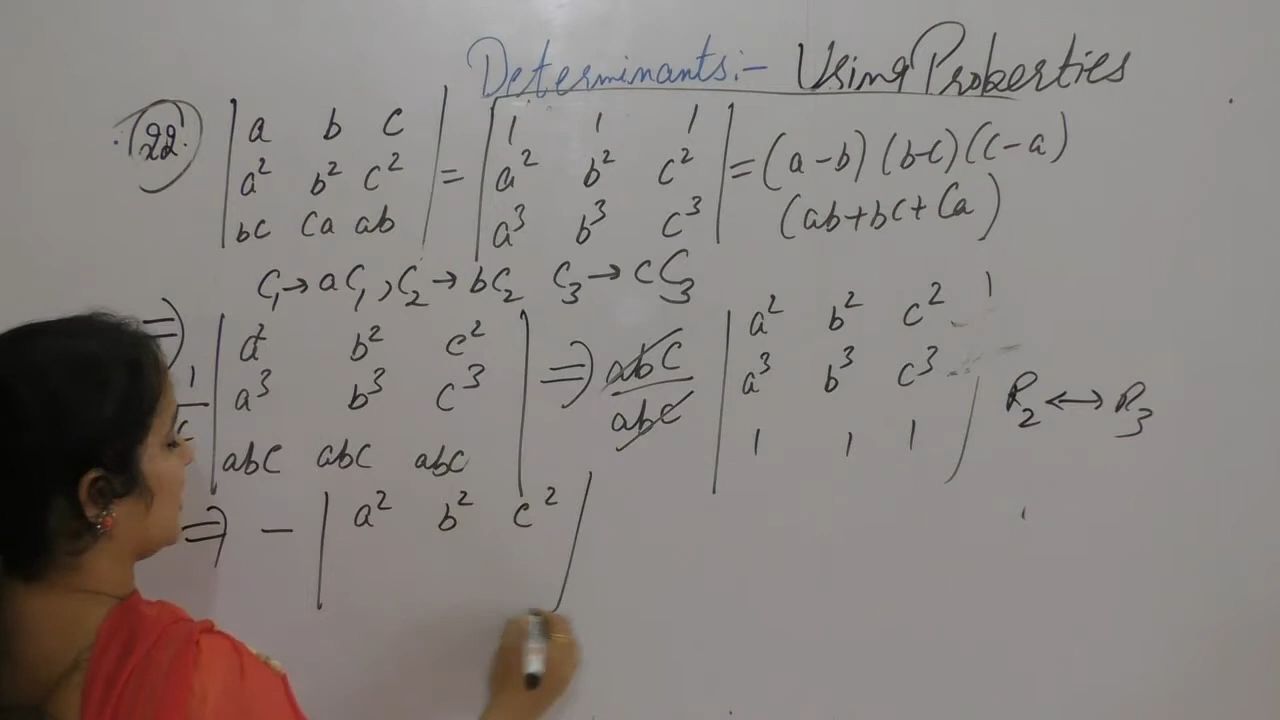 Determinants:- Using Properties
22. | a b c | = | 1 1 1 | = (a-b) (b-c) (c-a)
| a² b² c² | | a² b² c² | (ab+bc+ca)
| bc ca ab | | a³ b³ c³ |
C₁→aC₁, C₂→bC₂ C₃→cC₃
⇒ | a² b² c² | ⇒ abc/abc | a² b² c² |
1 | a³ b³ c³ | | a³ b³ c³ | R₂↔R₃
c | abc abc abc | | 1 1 1 |
⇒ - | a² b² c² |